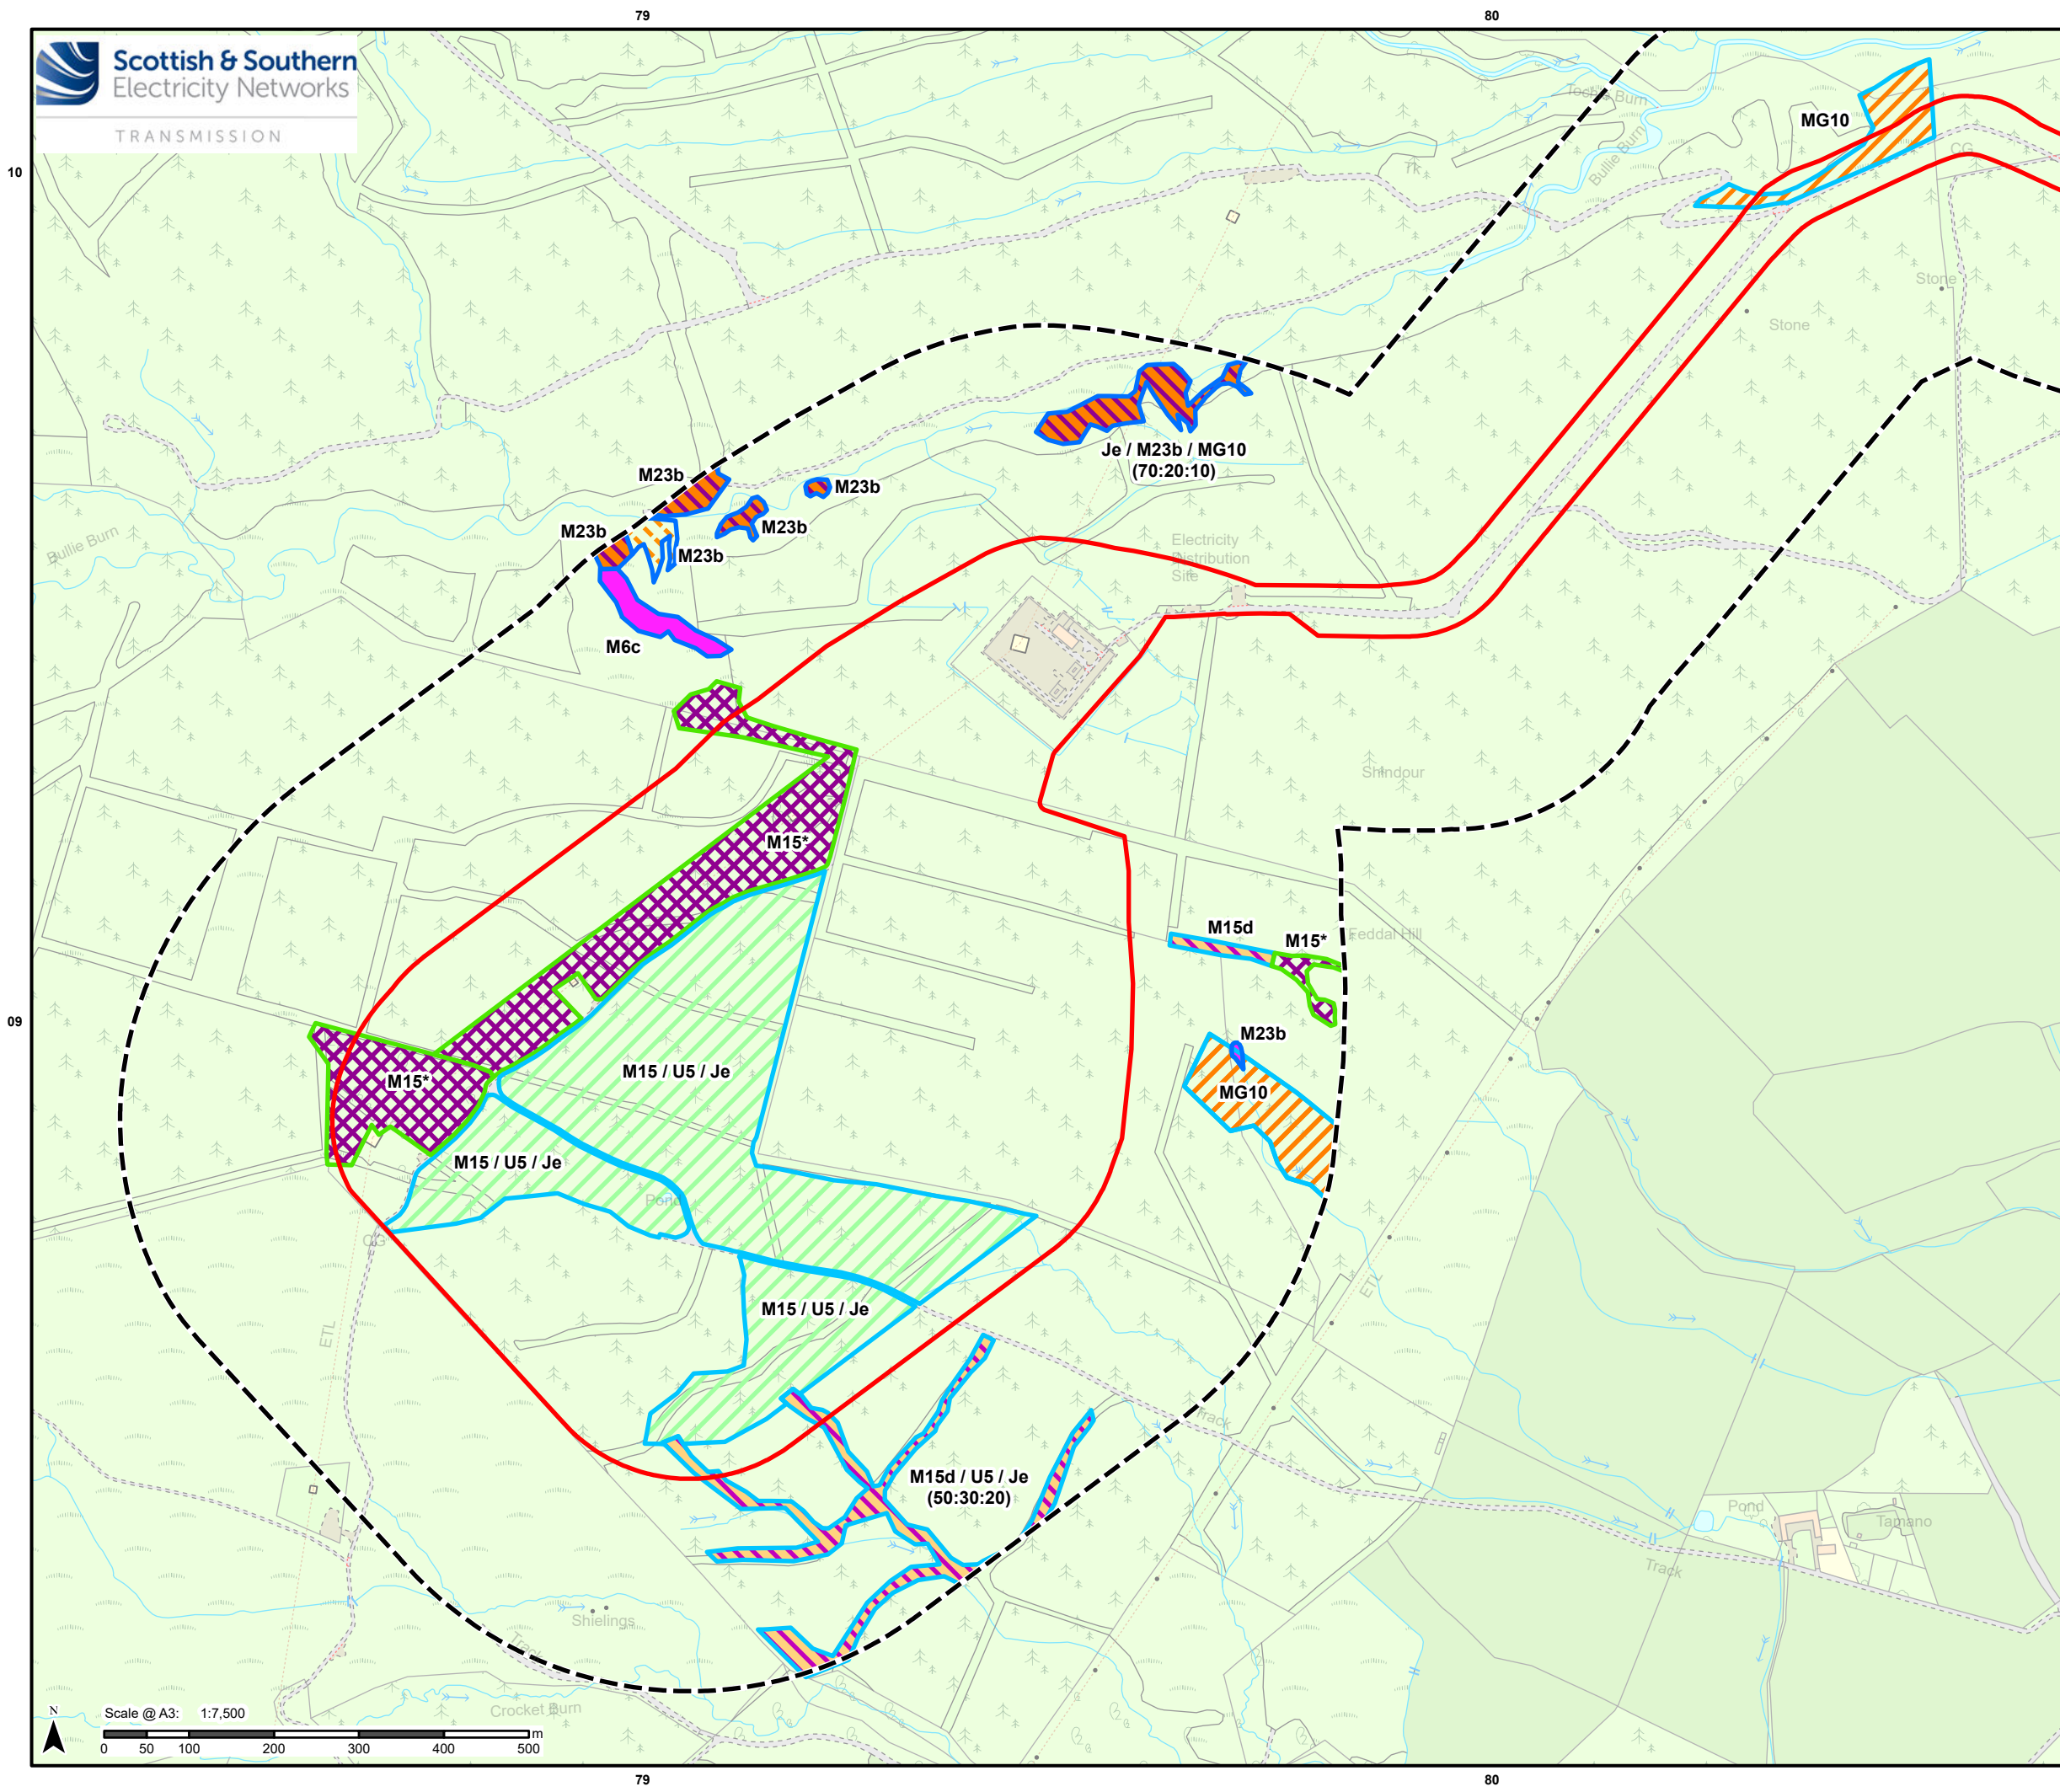 79
80
Scottish & Southern
Electricity Networks
TRANSMISSION
Tochie Burn
MG10
CG
Bullie Burn
Tk
10
Stone
Stone
Je / M23b / MG10
(70:20:10)
M23b
M23b
M23b
M23b
M23b
Bullie Burn
Electricity
Distribution
Site
M6c
Shindour
M15*
M15d
M15*
Feddal Hill
09
M23b
M15 / U5 / Je
M15*
MG10
M15 / U5 / Je
Pond
CG
ETL
ETL
M15 / U5 / Je
Track
M15d / U5 / Je
(50:30:20)
Pond
Tamano
Track
Shielings
Track
Crocket Burn
N
Scale @ A3: 1:7,500
m
0 50 100 200 300 400 500
79
80